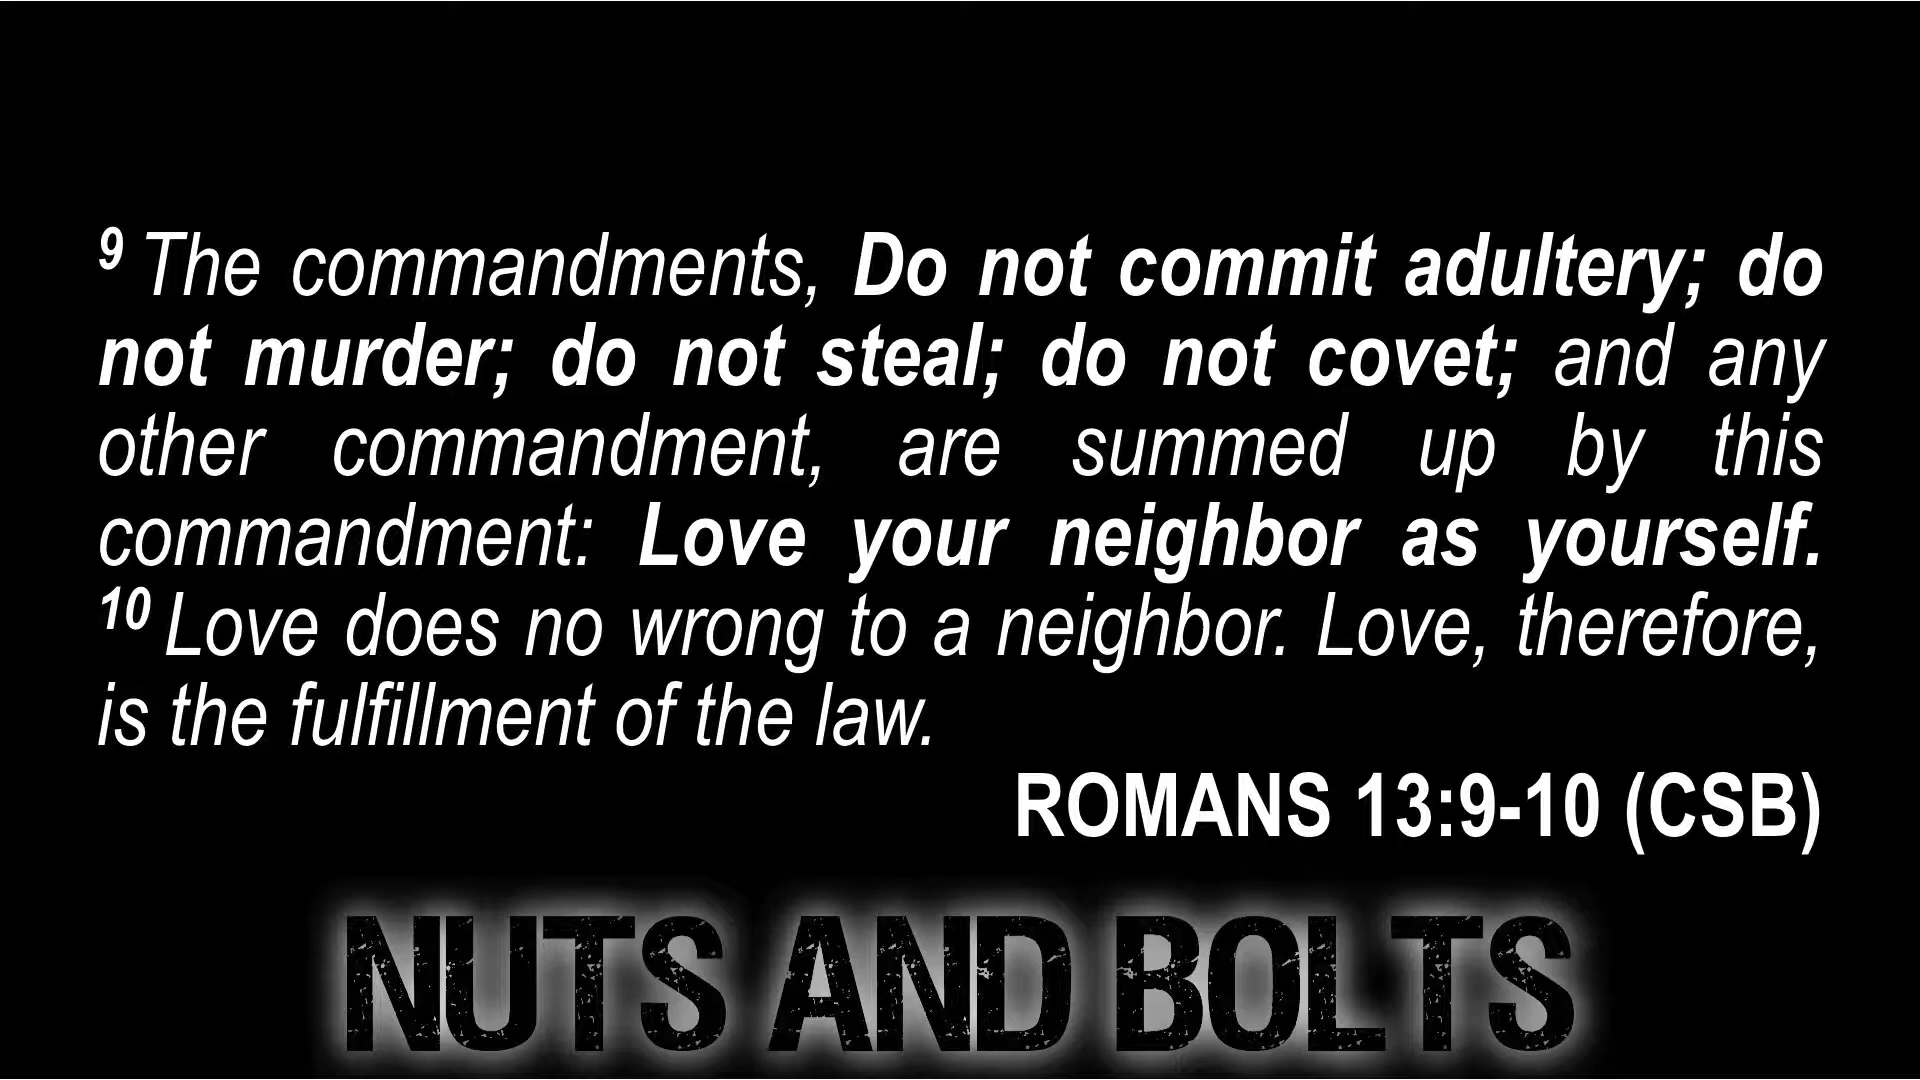 9 The commandments, Do not commit adultery; do
not murder; do not steal; do not covet; and any
other commandment, are summed up by this
commandment: Love your neighbor as yourself.
10 Love does no wrong to a neighbor. Love, therefore,
is the fulfillment of the law.
ROMANS 13:9-10 (CSB)
NUTS AND BOLTS